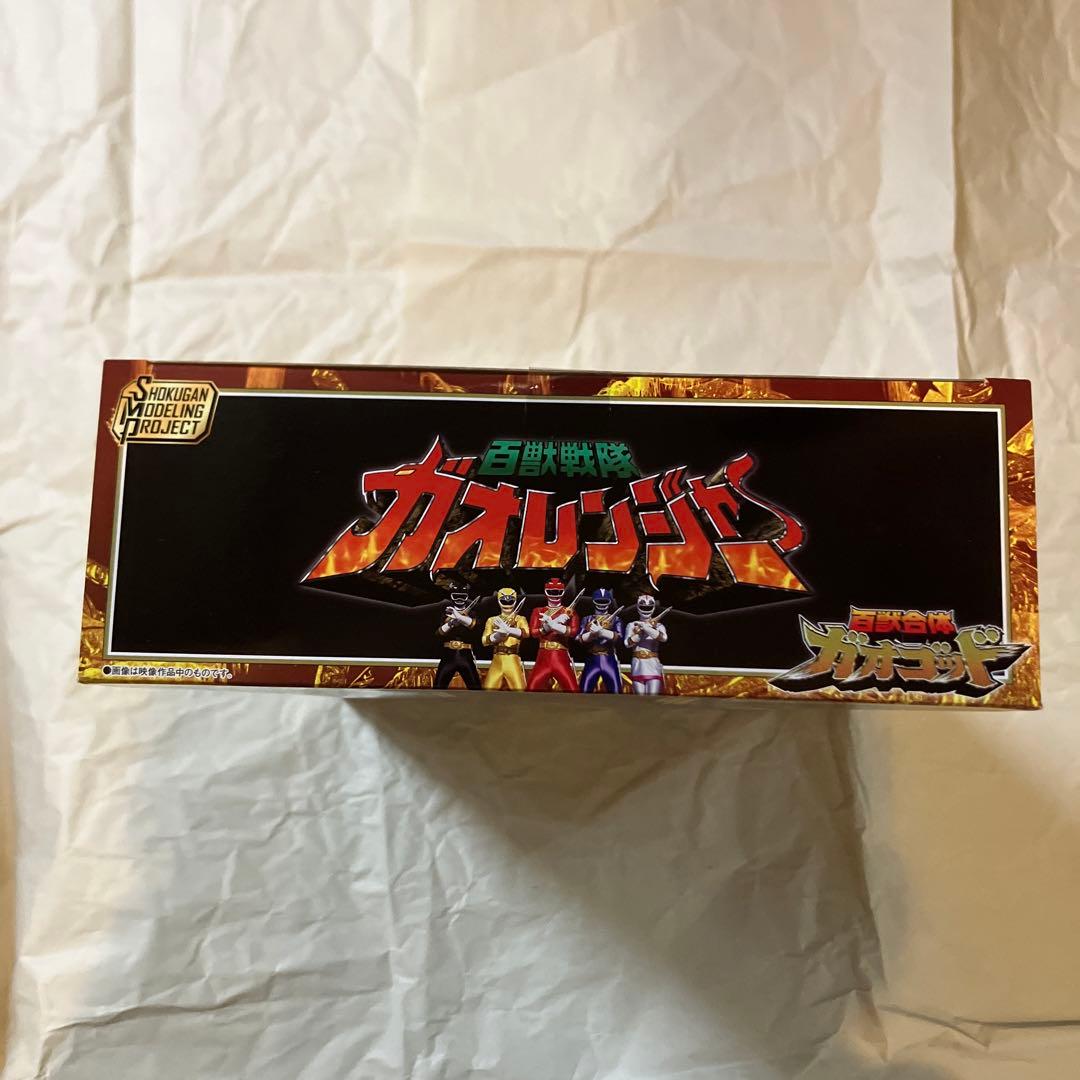 SHOKUGAN
MODELING
PROJECT
百獣戦隊
ガオレンジャー
百獣合体
ガオゴッド
●画像は映像作品中のものです。